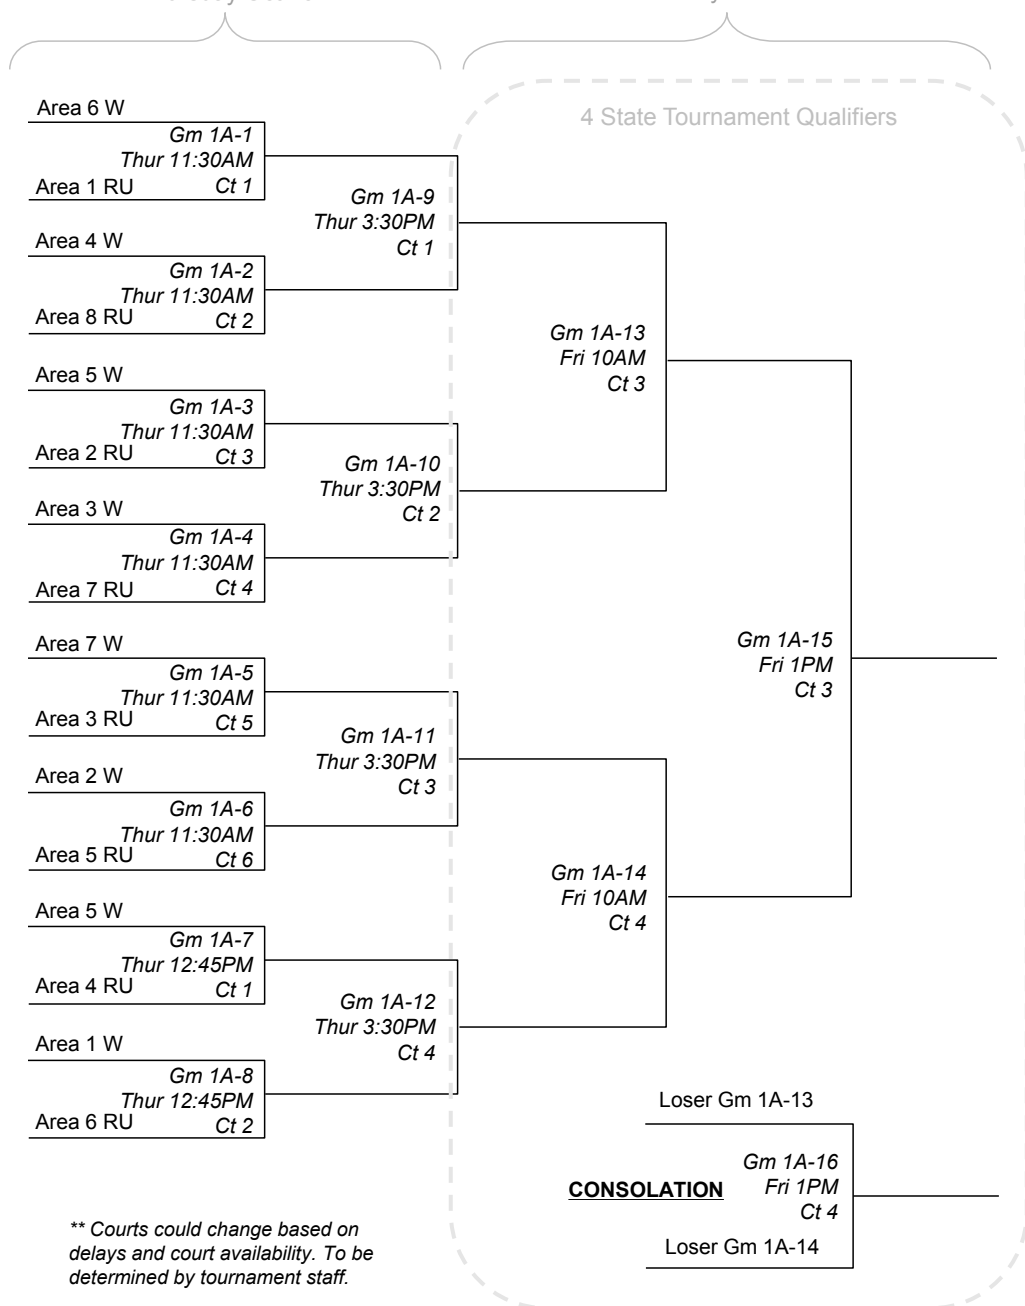 4 State Tournament Qualifiers
Area 6 W
Gm 1A-1
Thur 11:30AM
Area 1 RU
Ct 1
Gm 1A-9
Thur 3:30PM
Ct 1
Area 4 W
Gm 1A-2
Thur 11:30AM
Area 8 RU
Ct 2
Gm 1A-13
Fri 10AM
Ct 3
Area 5 W
Gm 1A-3
Thur 11:30AM
Area 2 RU
Ct 3
Gm 1A-10
Thur 3:30PM
Ct 2
Area 3 W
Gm 1A-4
Thur 11:30AM
Area 7 RU
Ct 4
Gm 1A-15
Fri 1PM
Ct 3
Area 7 W
Gm 1A-5
Thur 11:30AM
Area 3 RU
Ct 5
Gm 1A-11
Thur 3:30PM
Ct 3
Area 2 W
Gm 1A-6
Thur 11:30AM
Area 5 RU
Ct 6
Gm 1A-14
Fri 10AM
Ct 4
Area 5 W
Gm 1A-7
Thur 12:45PM
Area 4 RU
Ct 1
Gm 1A-12
Thur 3:30PM
Ct 4
Area 1 W
Gm 1A-8
Thur 12:45PM
Area 6 RU
Ct 2
Loser Gm 1A-13
Gm 1A-16
CONSOLATION Fri 1PM
Ct 4
Loser Gm 1A-14
** Courts could change based on
delays and court availability. To be
determined by tournament staff.